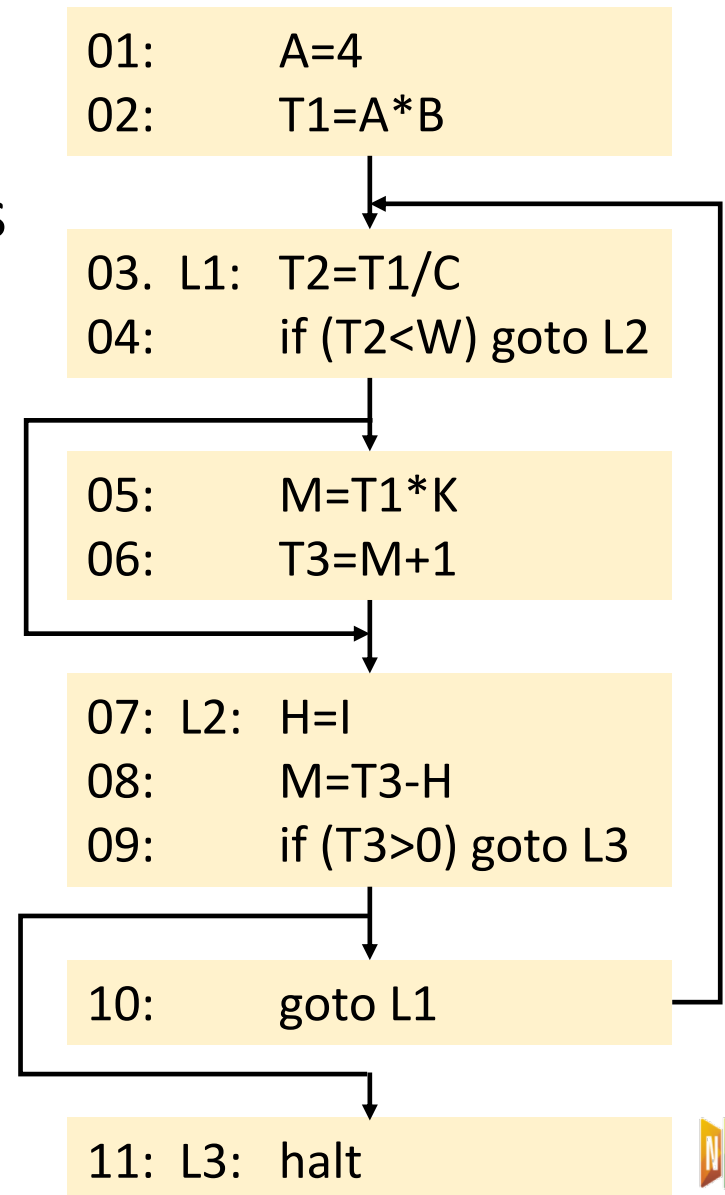 01: A=4
02: T1=A*B
s
03. L1: T2=T1/C
04: if (T2<W) goto L2
05: M=T1*K
06: T3=M+1
07: L2: H=I
08: M=T3-H
09: if (T3>0) goto L3
10: goto L1
11: L3: halt
N